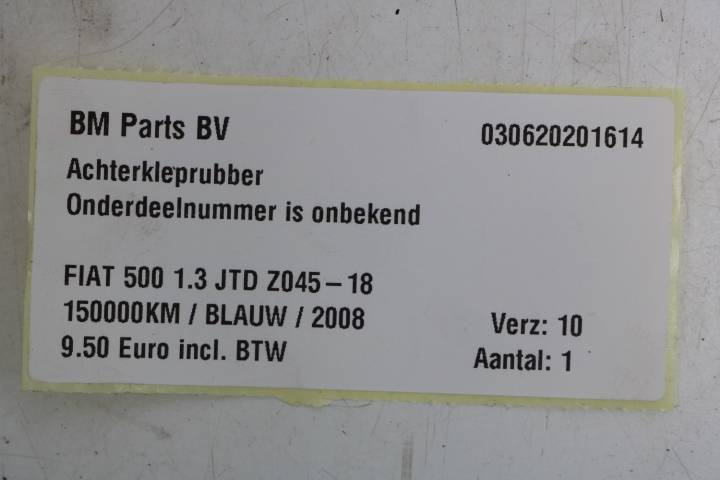 BM Parts BV 030620201614
Achterkleprubber
Onderdeelnummer is onbekend
FIAT 500 1.3 JTD Z045-18
150000KM / BLAUW / 2008 Verz: 10
9.50 Euro incl. BTW Aantal: 1